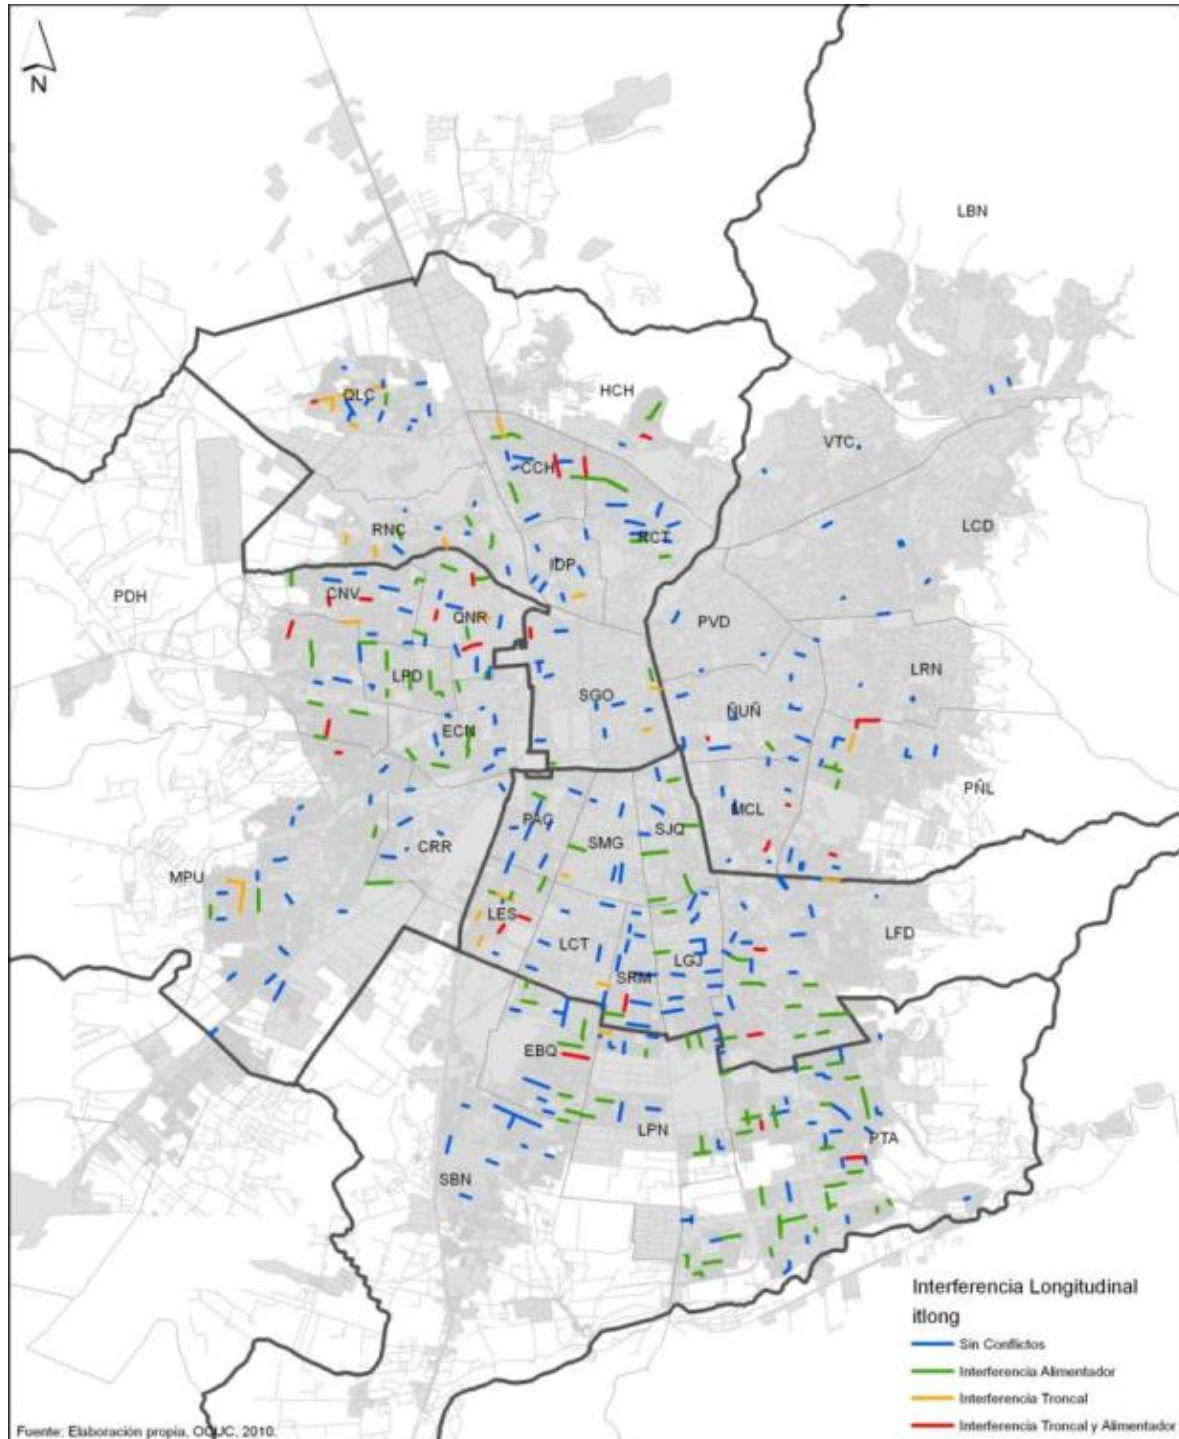 N
LBN
HCH
QLC
VTC
CCH
LCD
RNC
RCT
IDP
PDH
CNV
QNR
PVD
LPD
LRN
SGO
ÑUÑ
ECN
PÑL
MCL
PAC
SJQ
SMG
CRR
MPU
LES
LCT
LFD
LGJ
SRM
EBQ
LPN
PTA
SBN
Interferencia Longitudinal
itlong
Sin Conflictos
Interferencia Alimentador
Interferencia Troncal
Interferencia Troncal y Alimentador
Fuente: Elaboración propia, OCUC, 2010.